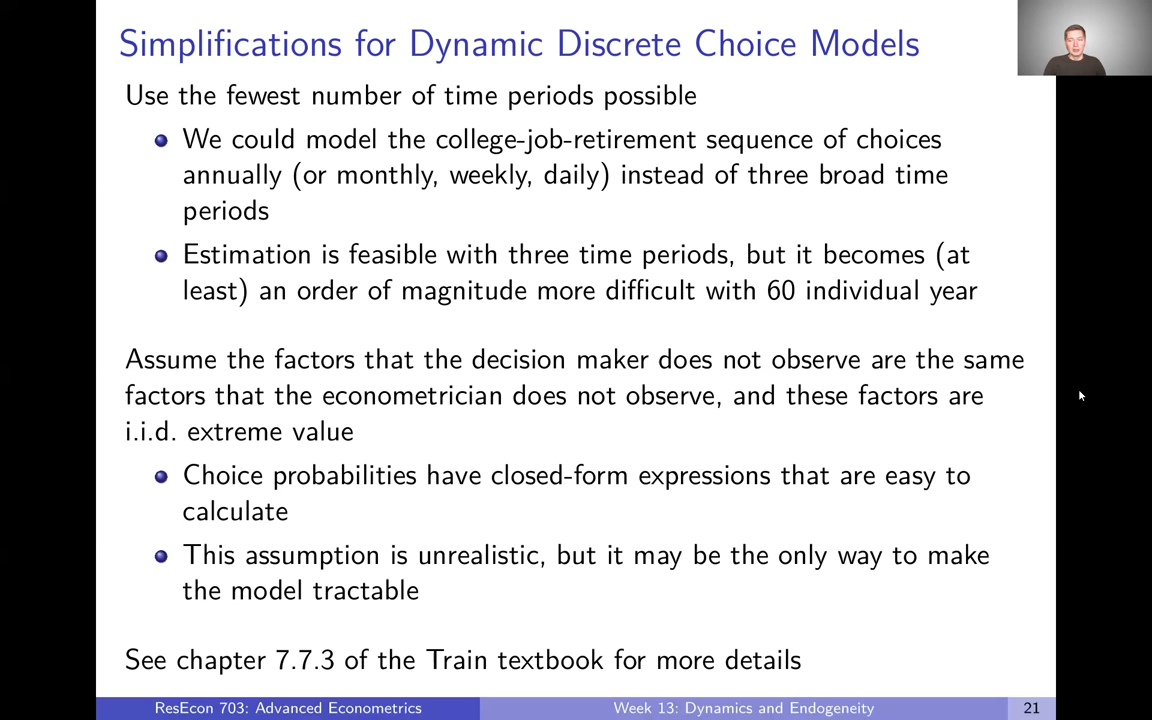 Simplifications for Dynamic Discrete Choice Models
Use the fewest number of time periods possible
We could model the college-job-retirement sequence of choices
annually (or monthly, weekly, daily) instead of three broad time
periods
Estimation is feasible with three time periods, but it becomes (at
least) an order of magnitude more difficult with 60 individual year
Assume the factors that the decision maker does not observe are the same
factors that the econometrician does not observe, and these factors are
i.i.d. extreme value
Choice probabilities have closed-form expressions that are easy to
calculate
This assumption is unrealistic, but it may be the only way to make
the model tractable
See chapter 7.7.3 of the Train textbook for more details
ResEcon 703: Advanced Econometrics
Week 13: Dynamics and Endogeneity
21